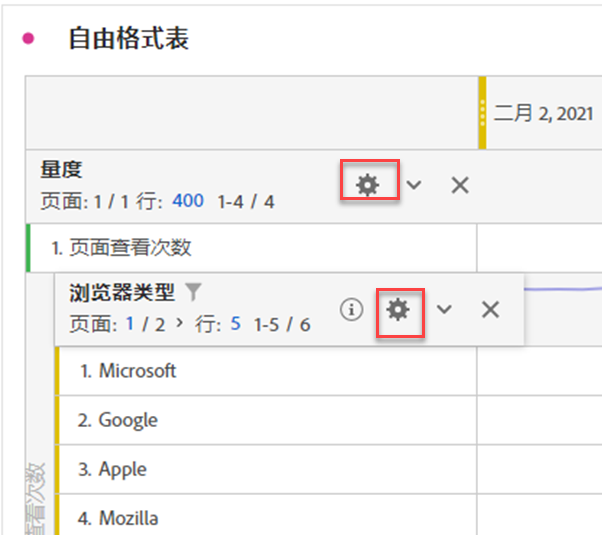 自由格式表
二月 2, 2021
量度
页面: 1 / 1 行: 400 1-4 / 4
1. 页面查看次数
浏览器类型
页面: 1 / 2 > 行: 5 1-5 / 6
1. Microsoft
2. Google
3. Apple
4. Mozilla
查看次数